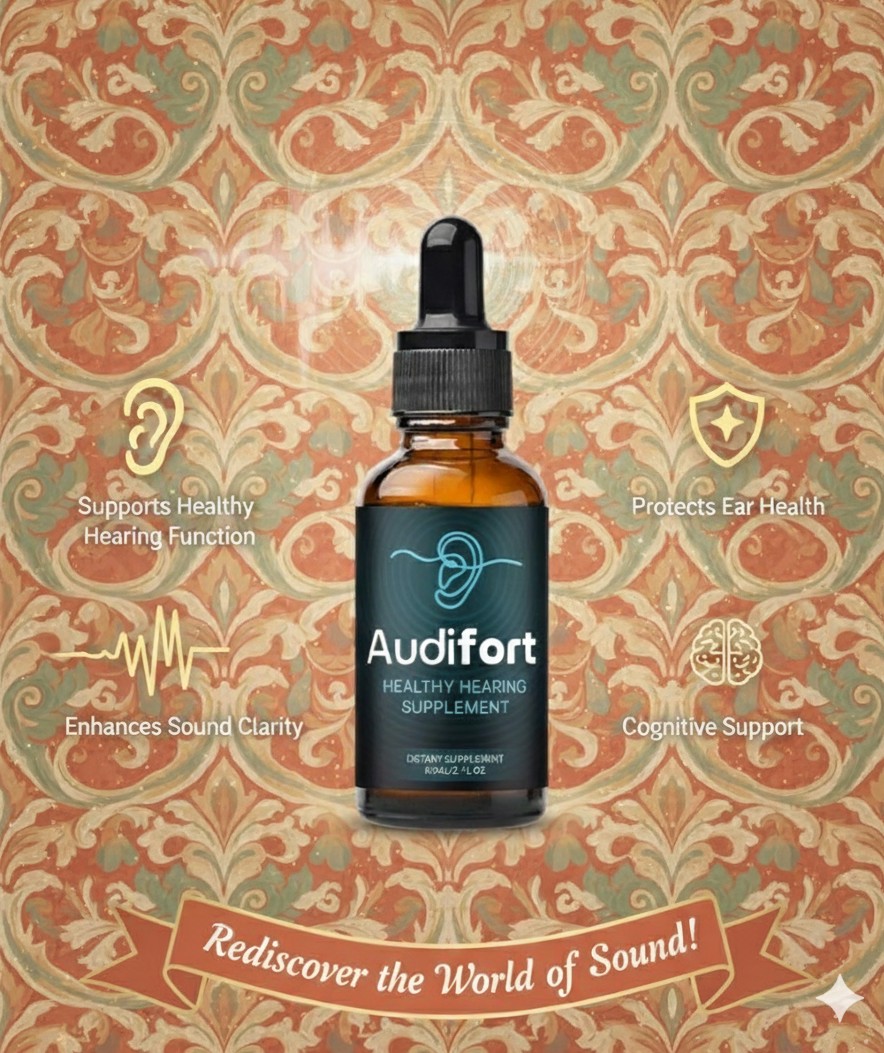 Supports Healthy
Hearing Function
Protects Ear Health
Audifort
HEALTHY HEARING
SUPPLEMENT
Enhances Sound Clarity
Cognitive Support
Rediscover the World of Sound!